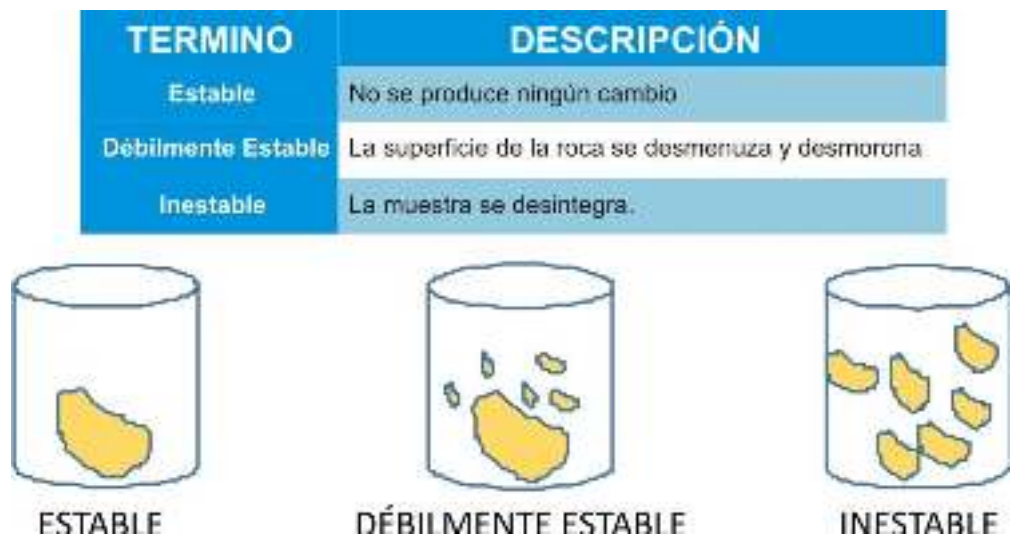 TERMINO DESCRIPCIÓN
Estable No se produce ningún cambio
Débilmente Estable La superficie de la roca se desmenuza y desmorona
Inestable La muestra se desintegra.
ESTABLE DÉBILMENTE ESTABLE INESTABLE